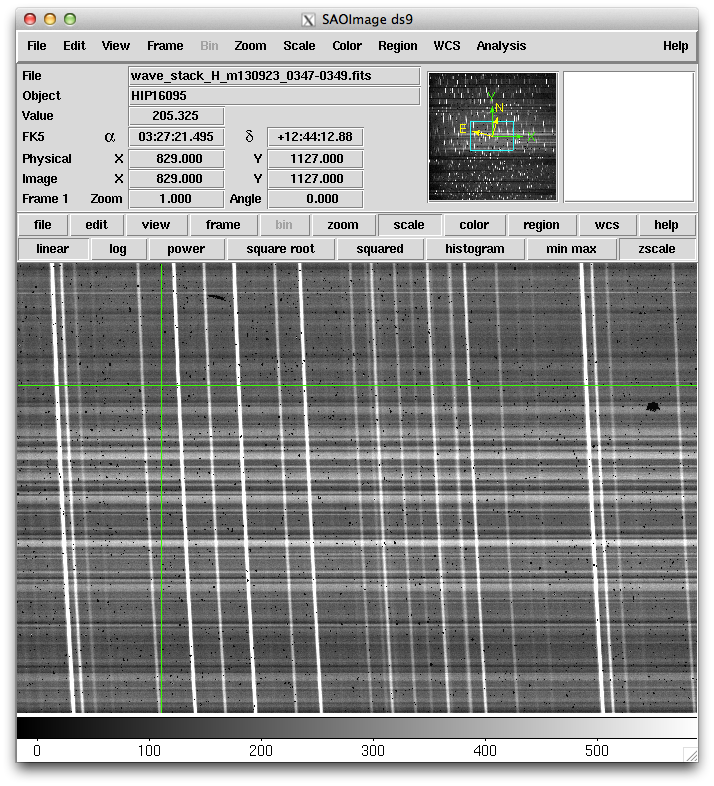 SAOImage ds9
File Edit View Frame Bin Zoom Scale Color Region WCS Analysis Help
File wave_stack_H_m130923_0347-0349.fits
Object HIP16095
Value 205.325
FK5 α 03:27:21.495 δ +12:44:12.88
Physical X 829.000 Y 1127.000
Image X 829.000 Y 1127.000
Frame 1 Zoom 1.000 Angle 0.000
Y
N
E
X
file edit view frame bin zoom scale color region wcs help
linear log power square root squared histogram min max zscale
0 100 200 300 400 500